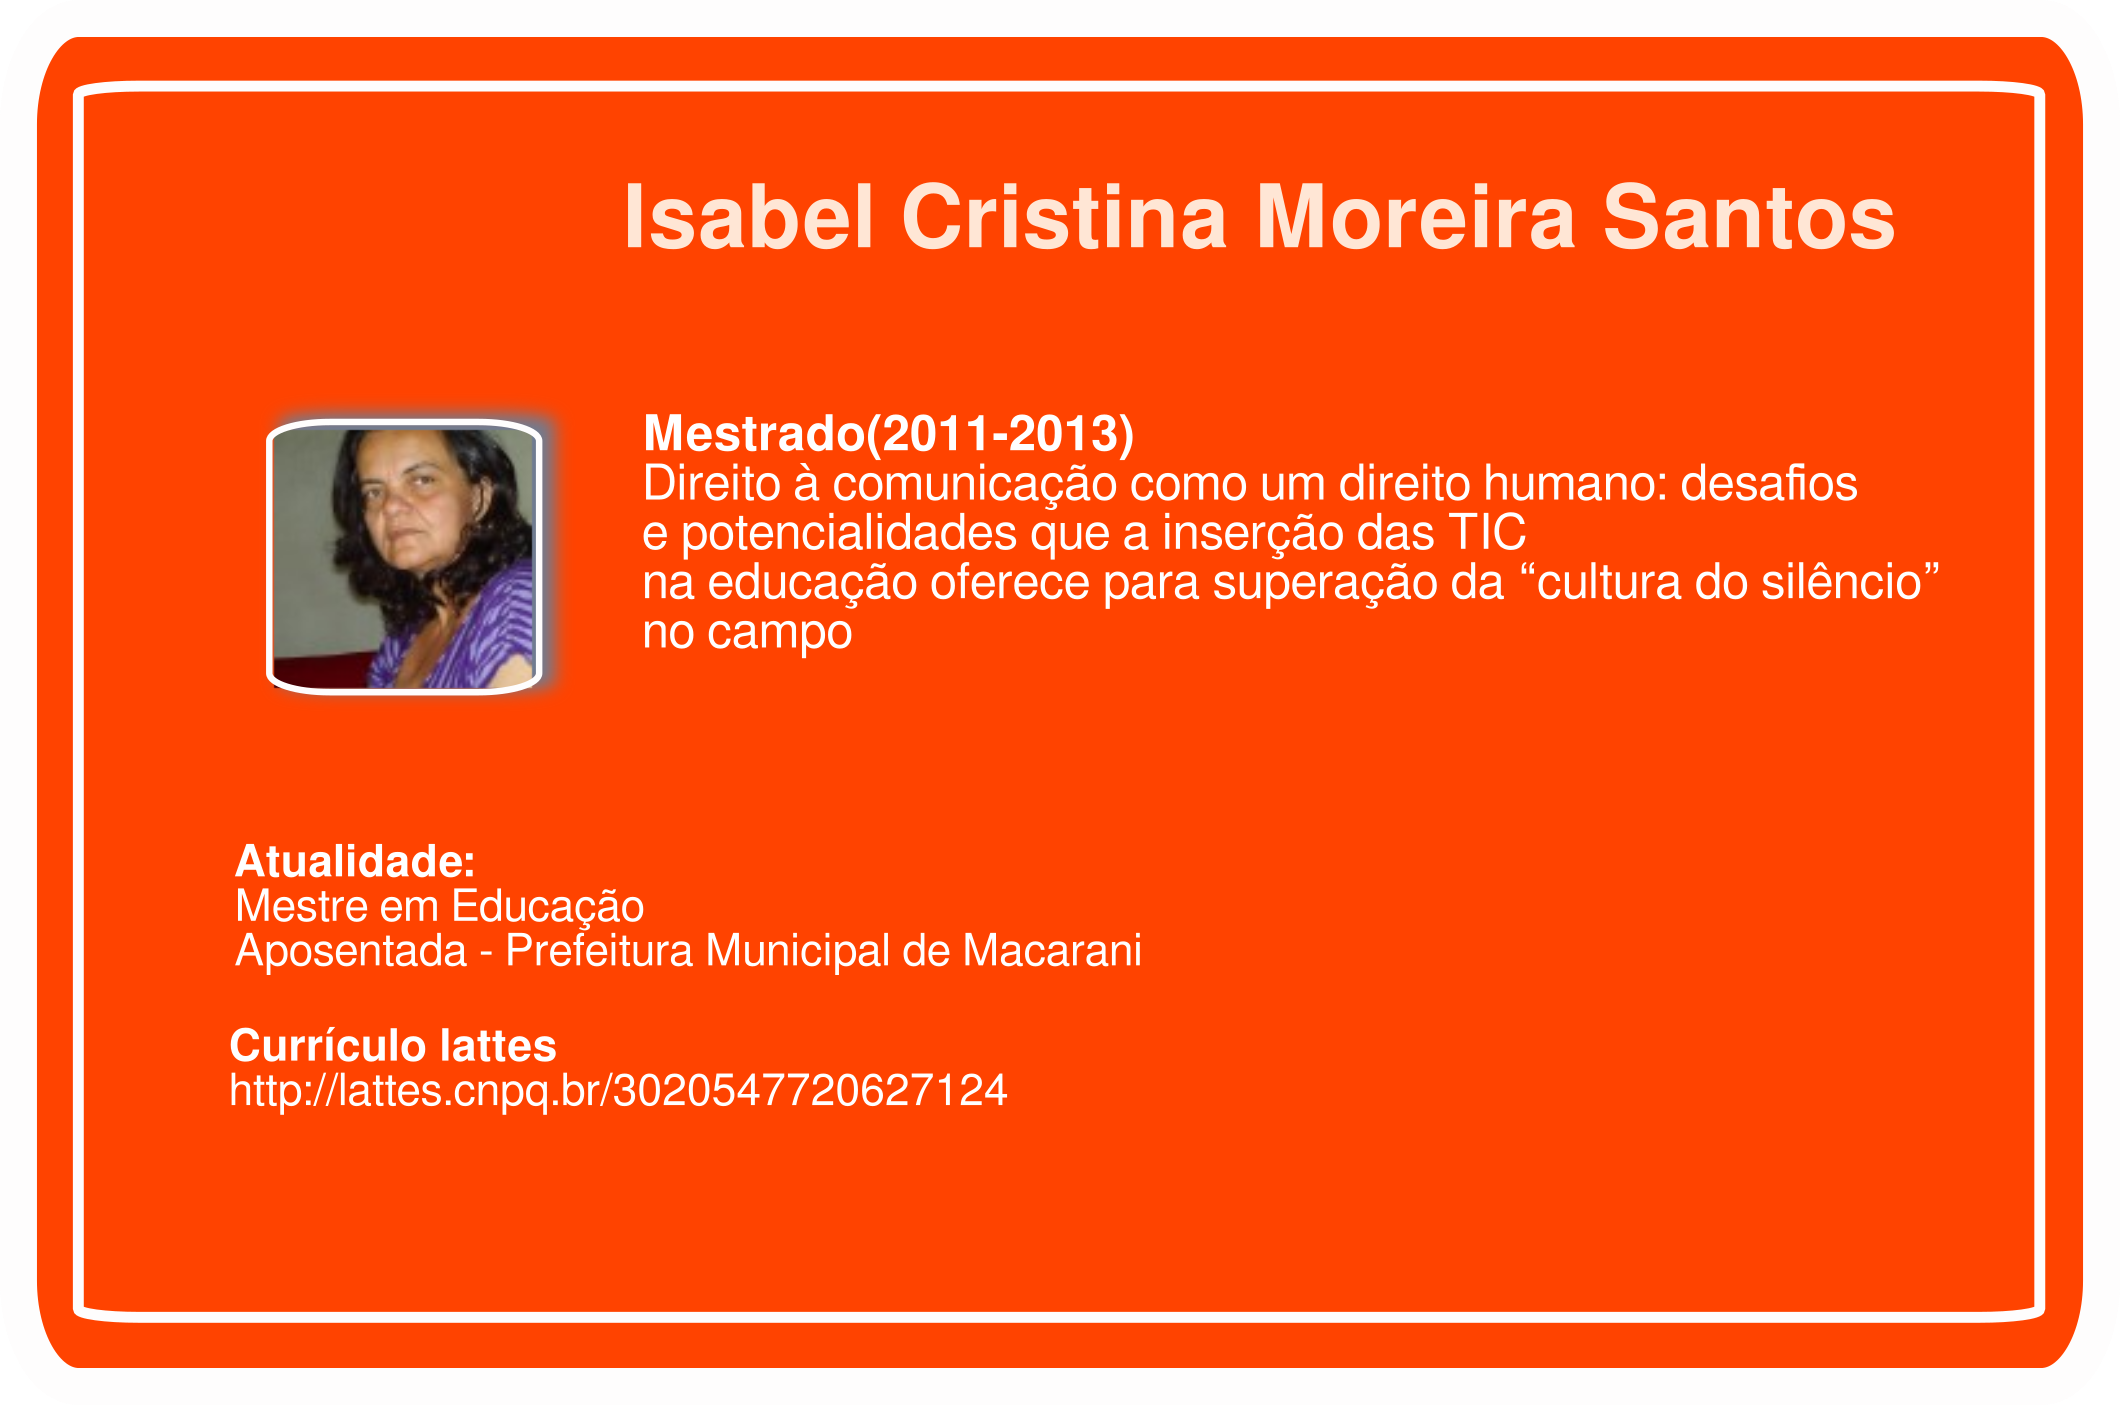 Isabel Cristina Moreira Santos
Mestrado(2011-2013)
Direito à comunicação como um direito humano: desafios
e potencialidades que a inserção das TIC
na educação oferece para superação da “cultura do silêncio”
no campo
Atualidade:
Mestre em Educação
Aposentada - Prefeitura Municipal de Macarani
Currículo lattes
http://lattes.cnpq.br/3020547720627124